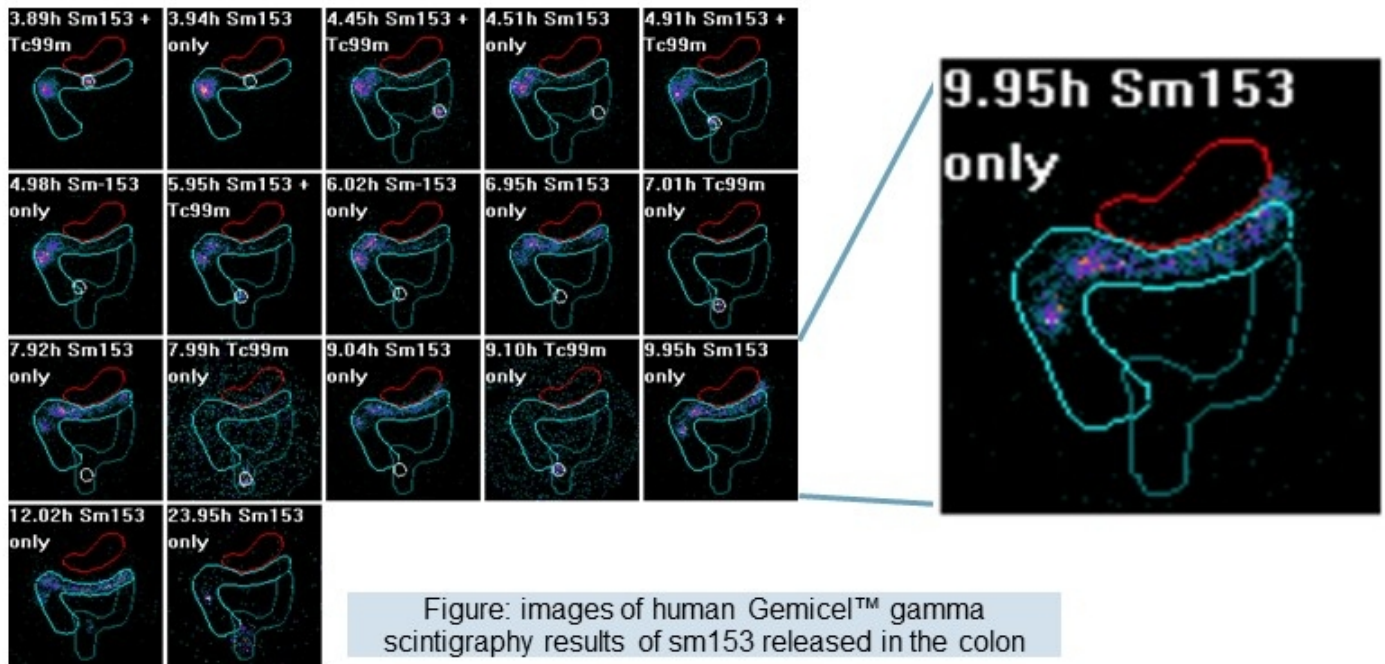 3.89h Sm153 +
Tc99m
3.94h Sm153
only
4.45h Sm153 +
Tc99m
4.51h Sm153
only
4.91h Sm153 +
Tc99m
4.98h Sm-153
only
5.95h Sm153 +
Tc99m
6.02h Sm-153
only
6.95h Sm153
only
7.01h Tc99m
only
7.92h Sm153
only
7.99h Tc99m
only
9.04h Sm153
only
9.10h Tc99m
only
9.95h Sm153
only
12.02h Sm153
only
23.95h Sm153
only
9.95h Sm153
only
Figure: images of human Gemicel™ gamma
scintigraphy results of sm153 released in the colon